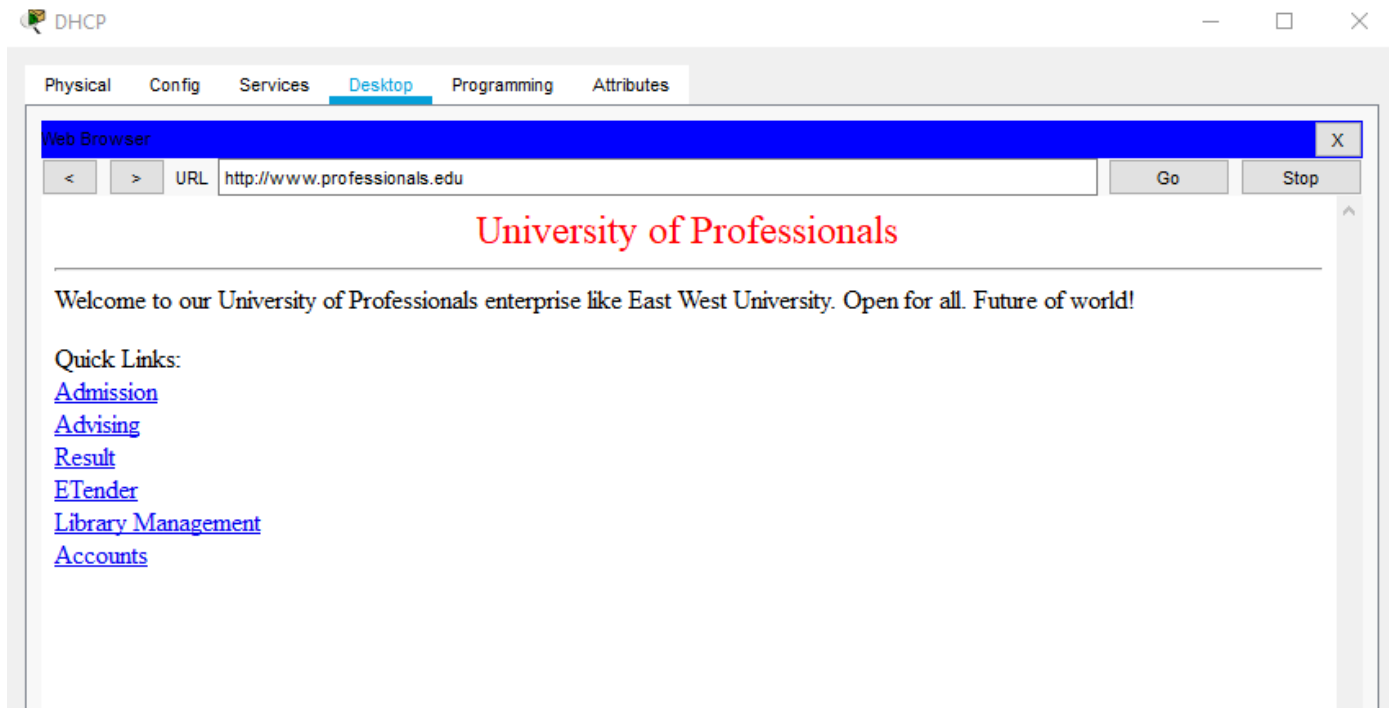 DHCP
Physical Config Services Desktop Programming Attributes
Web Browser X
< > URL http://www.professionals.edu Go Stop
University of Professionals
Welcome to our University of Professionals enterprise like East West University. Open for all. Future of world!
Quick Links:
Admission
Advising
Result
ETender
Library Management
Accounts